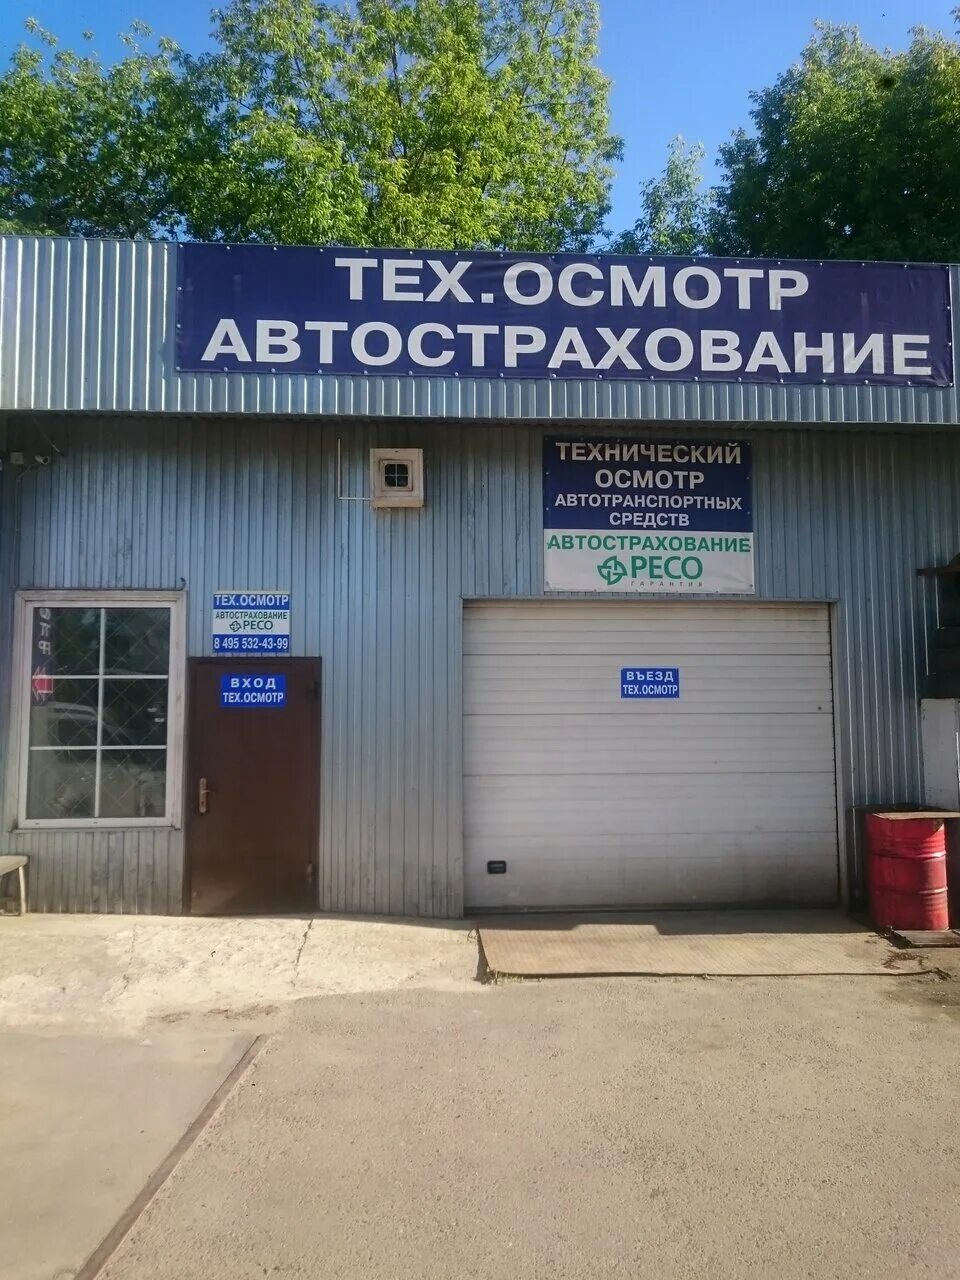 ТЕХ.ОСМОТР
АВТОСТРАХОВАНИЕ
ТЕХНИЧЕСКИЙ
ОСМОТР
АВТОТРАНСПОРТНЫХ
СРЕДСТВ
АВТОСТРАХОВАНИЕ
РЕСО
ГАРАНТИЯ
ТЕХ.ОСМОТР
АВТОСТРАХОВАНИЕ
РЕСО
8 495 532-43-99
ВХОД
ТЕХ.ОСМОТР
ВЪЕЗД
ТЕХ.ОСМОТР